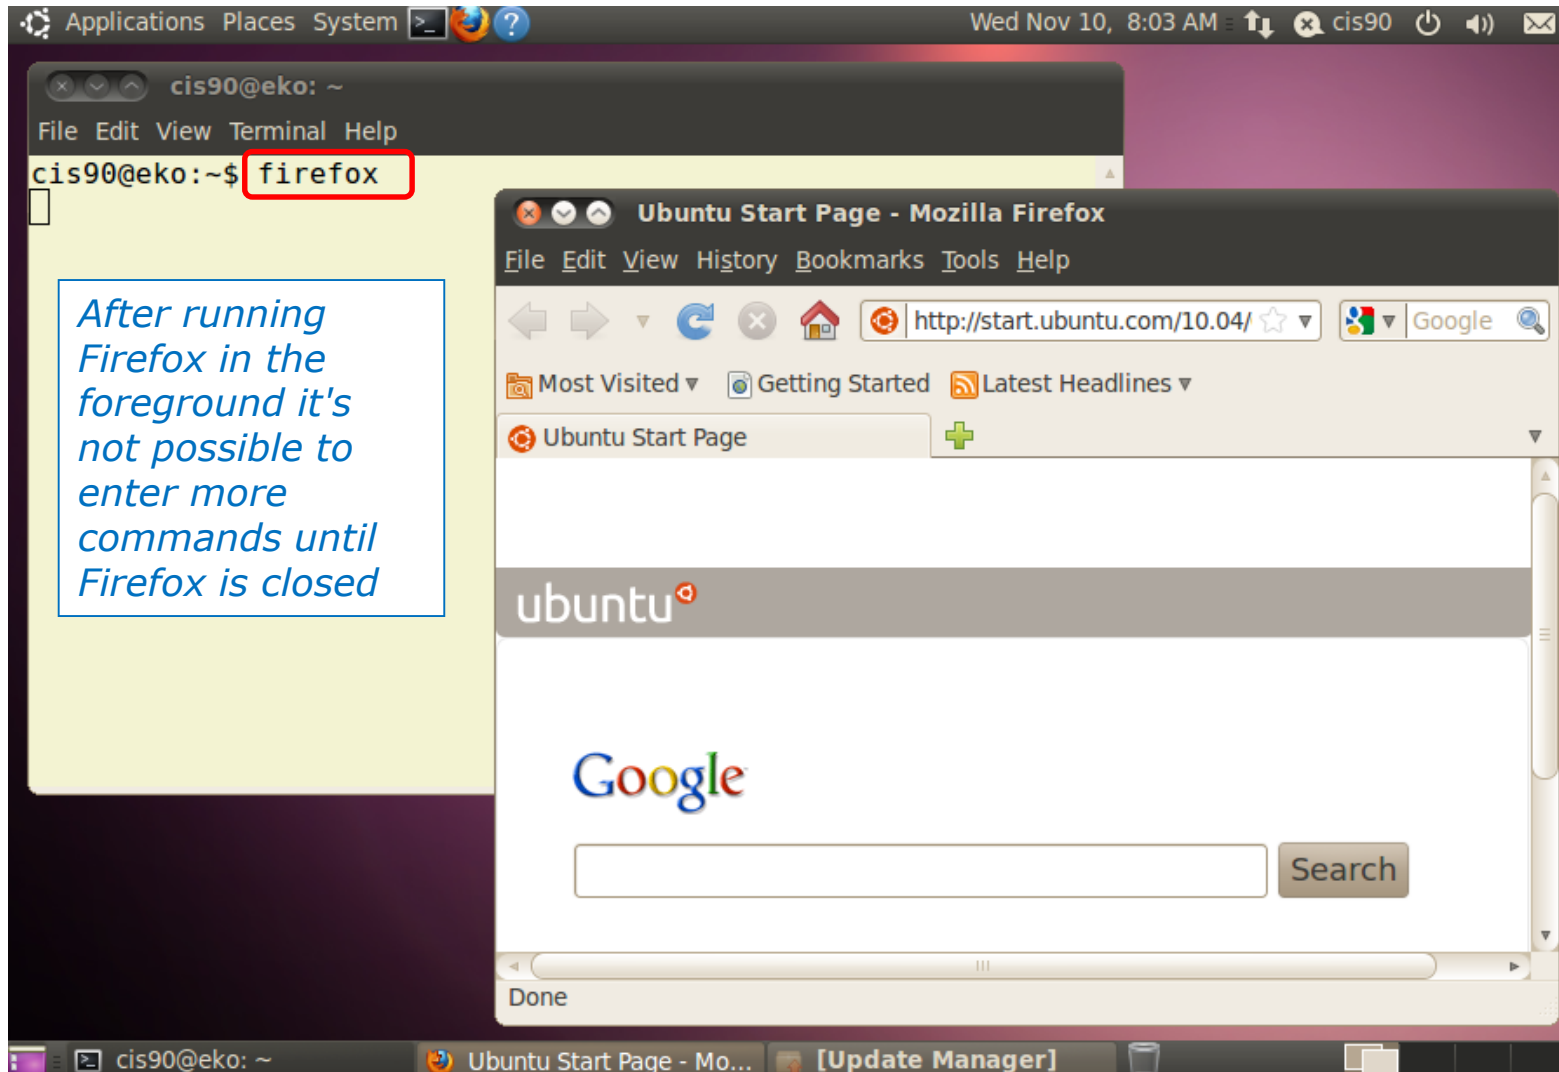 Applications Places System
Wed Nov 10, 8:03 AM
cis90
cis90@eko: ~
File Edit View Terminal Help
cis90@eko:~$ firefox
After running
Firefox in the
foreground it's
not possible to
enter more
commands until
Firefox is closed
Ubuntu Start Page - Mozilla Firefox
File Edit View History Bookmarks Tools Help
http://start.ubuntu.com/10.04/
Google
Most Visited Getting Started Latest Headlines
Ubuntu Start Page
ubuntu
Google
Search
Done
cis90@eko: ~
Ubuntu Start Page - Mo...
[Update Manager]